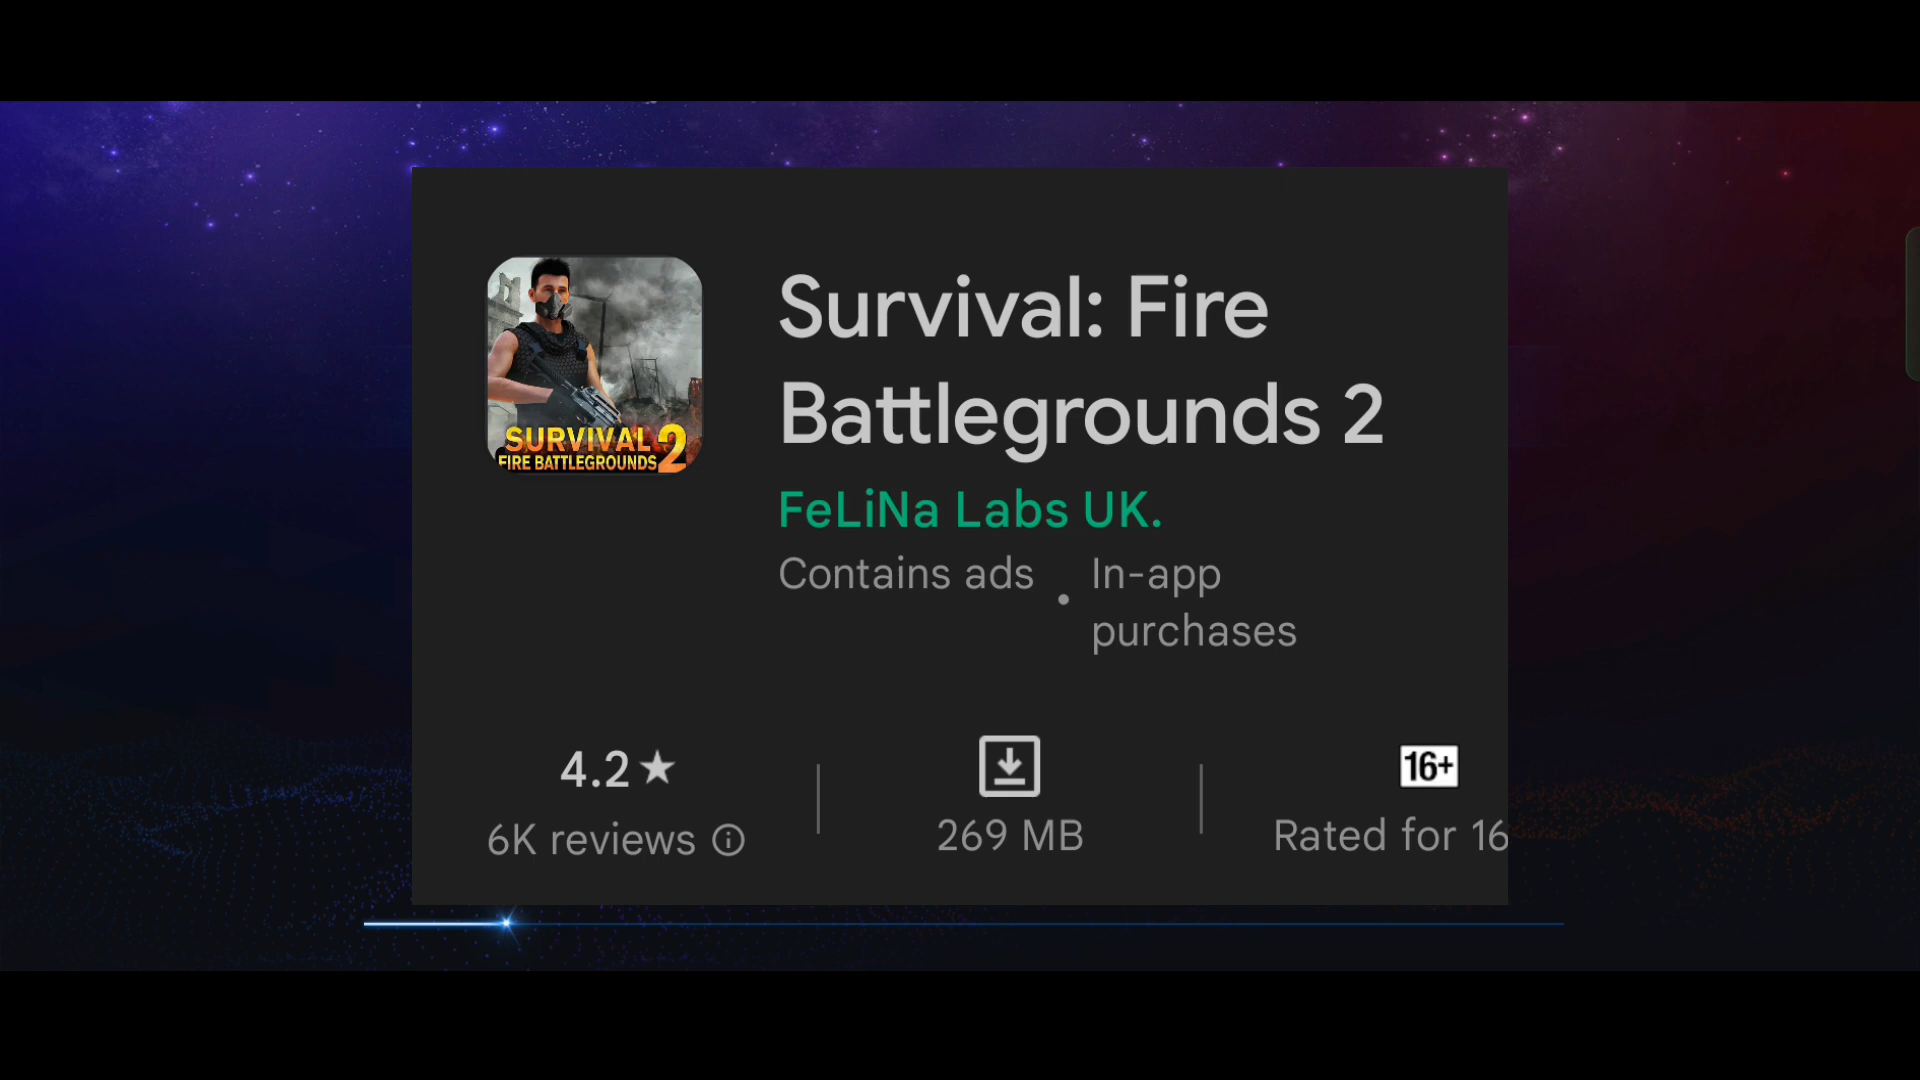 Survival: Fire
Battlegrounds 2
SURVIVAL 2
FIRE BATTLEGROUNDS
FeLiNa Labs UK.
Contains ads • In-app
purchases
4.2★
6K reviews
269 MB
16+
Rated for 16